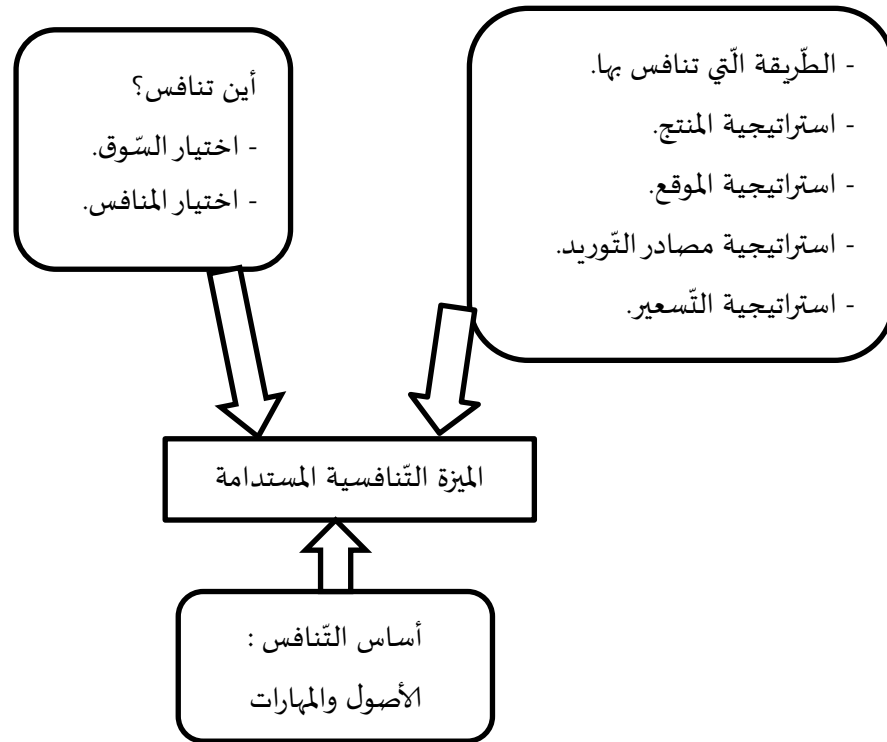 - الطّريقة الّتي تنافس بها.
- استراتيجية المنتج.
- استراتيجية الموقع.
- استراتيجية مصادر التّوريد.
- استراتيجية التّسعير.
أين تنافس؟
- اختيار السّوق.
- اختيار المنافس.
الميزة التّنافسية المستدامة
أساس التّنافس :
الأصول والمهارات